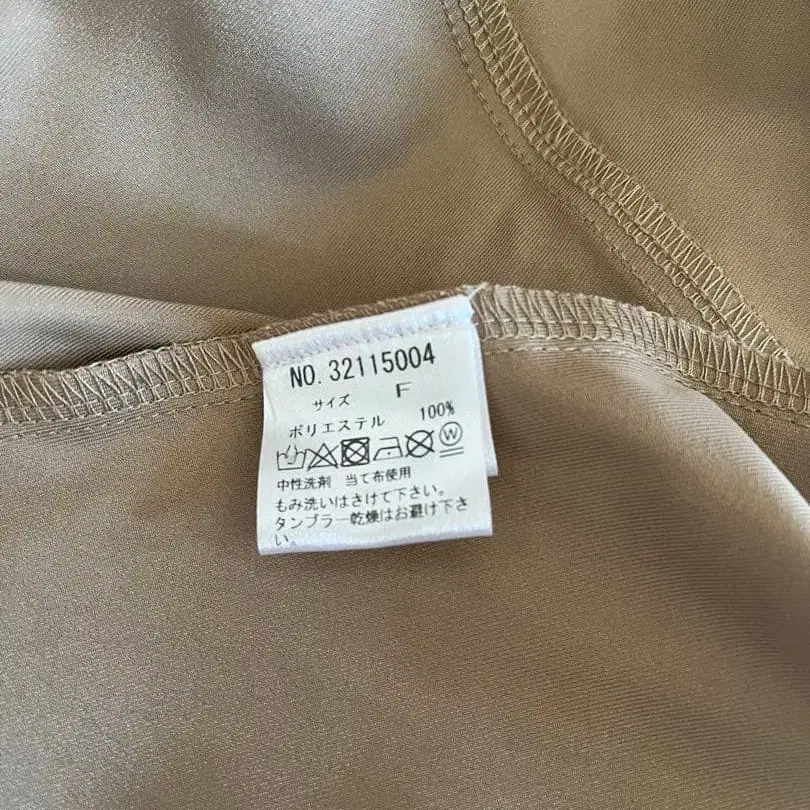 NO. 32115004
サイズ F
ポリエステル 100%
W
中性洗剤 当て布使用
もみ洗いはさけて下さい。
タンブラー乾燥はお避け下さ
い。